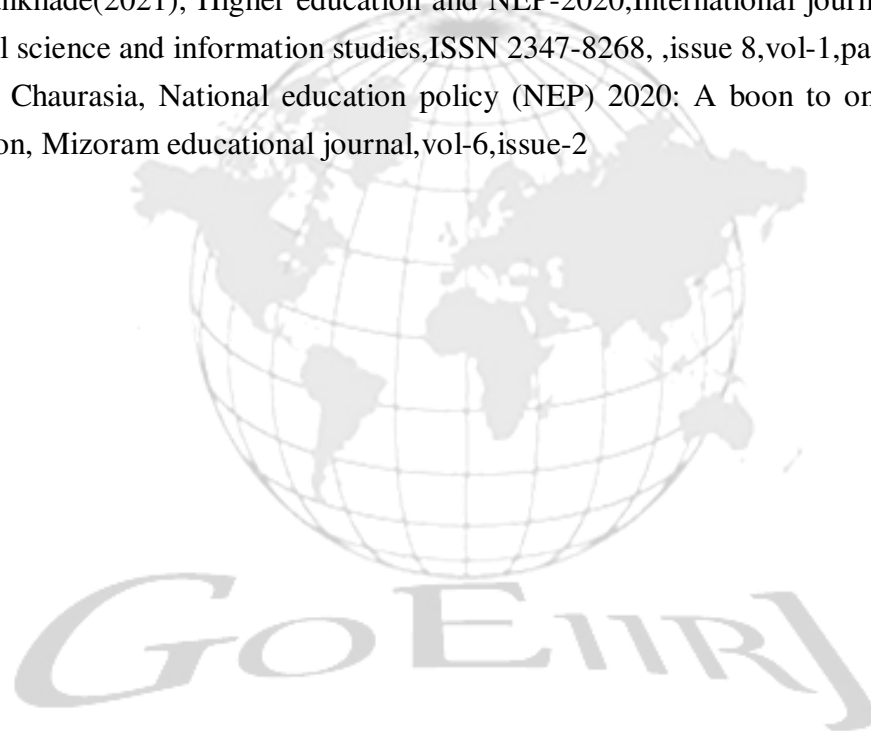 ankhade(2021), Higher education and NEP-2020,International journ
l science and information studies,ISSN 2347-8268, ,issue 8,vol-1,pa
Chaurasia, National education policy (NEP) 2020: A boon to on
on, Mizoram educational journal,vol-6,issue-2
GOEIIRJ